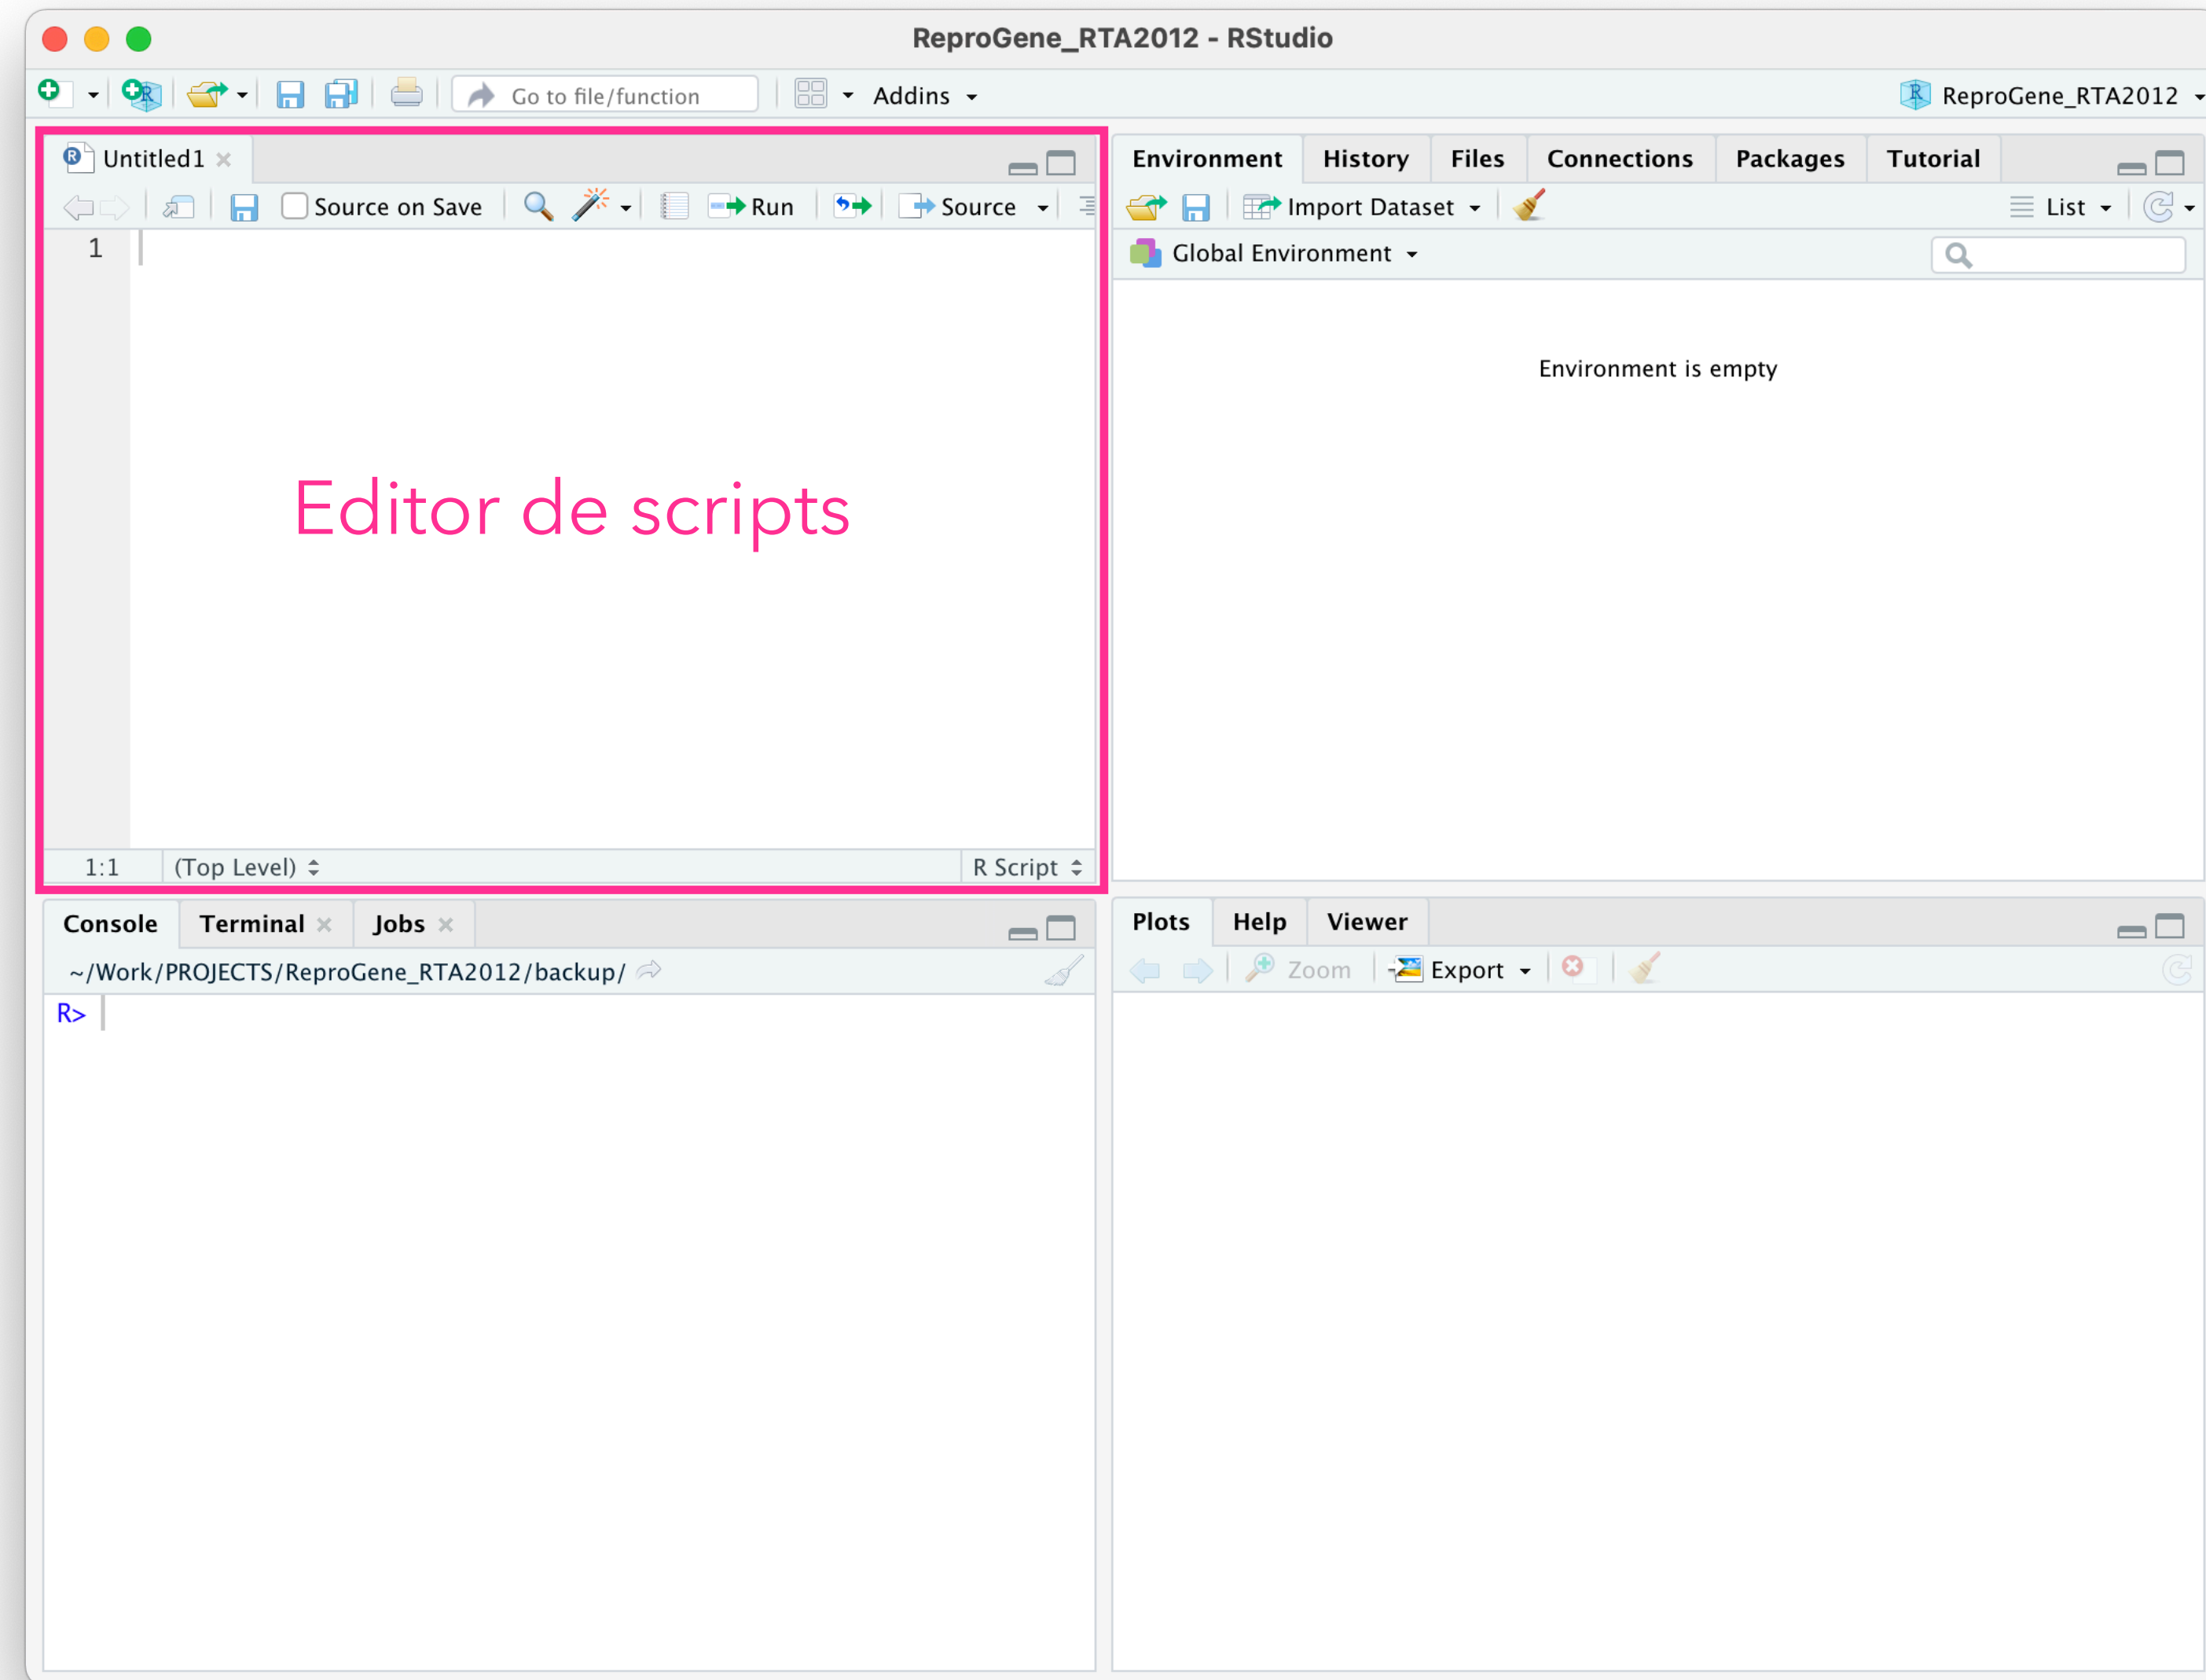 ReproGene_RTA2012 - RStudio
Go to file/function Addins ReproGene_RTA2012
Untitled1
Source on Save Run Source
1
Editor de scripts
1:1 (Top Level) R Script
Environment History Files Connections Packages Tutorial
Import Dataset List
Global Environment
Environment is empty
Console Terminal Jobs
~/Work/PROJECTS/ReproGene_RTA2012/backup/
R>
Plots Help Viewer
Zoom Export